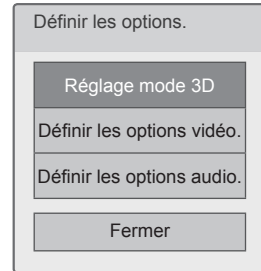 Définir les options.
Réglage mode 3D
Définir les options vidéo.
Définir les options audio.
Fermer